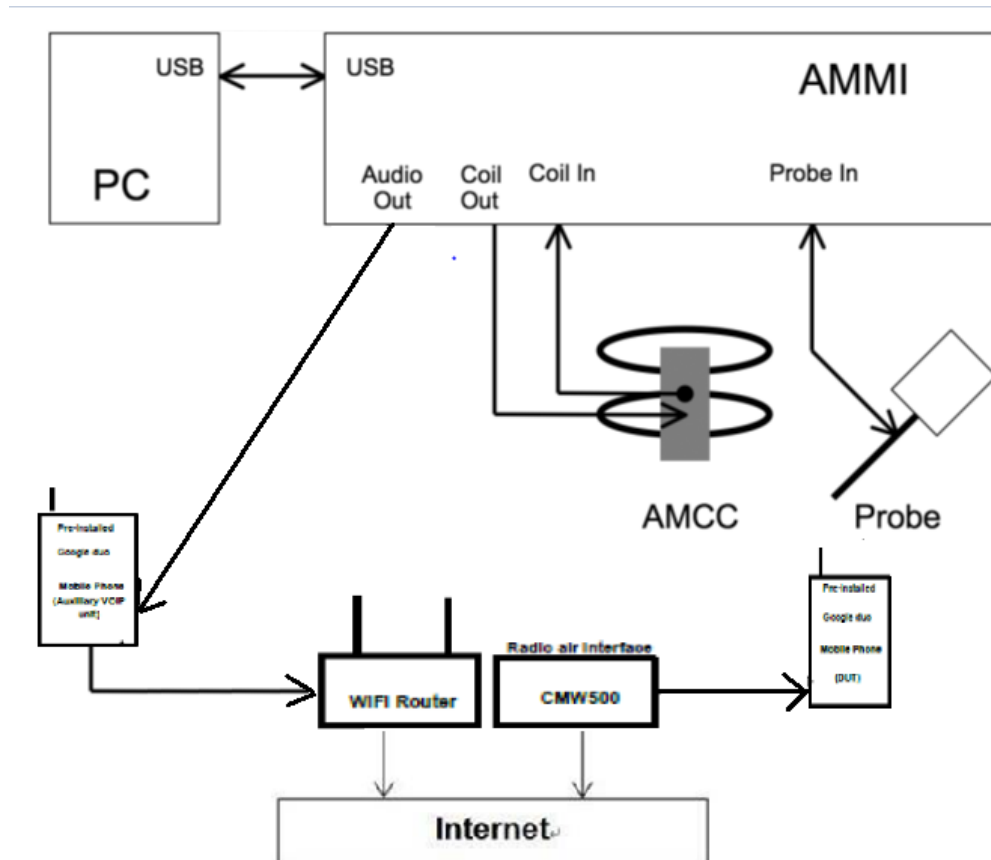 USB
USB
AMMI
PC
Audio
Out
Coil
Out
Coil In
Probe In
AMCC
Probe
Pre-installed
Google duo
Mobile Phone
(Auxiliary VOIP
unit)
Pre-installed
Google duo
Mobile Phone
(DUT)
Radio air Interface
WIFI Router
CMW500
Internet